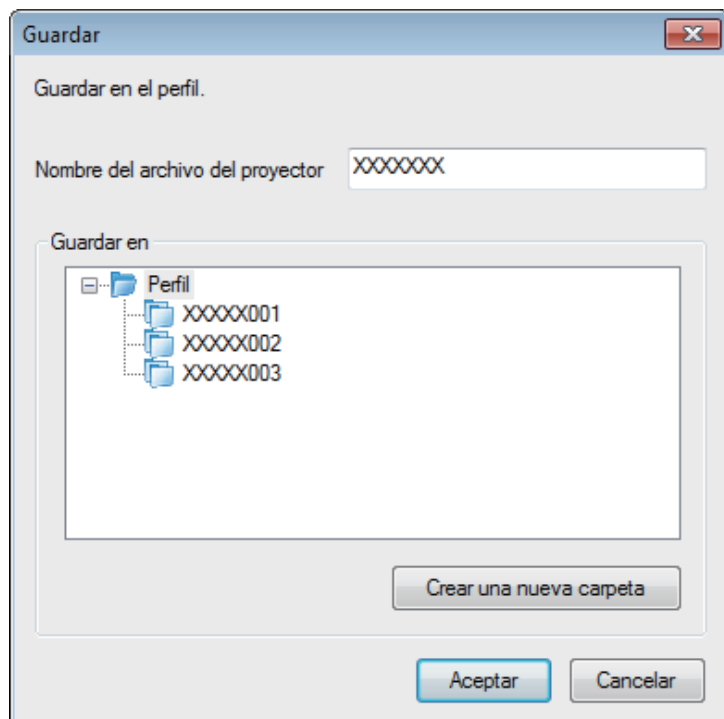 Guardar
Guardar en el perfil.
Nombre del archivo del proyector XXXXXXX
Guardar en
Perfil
XXXXX001
XXXXX002
XXXXX003
Crear una nueva carpeta
Aceptar Cancelar